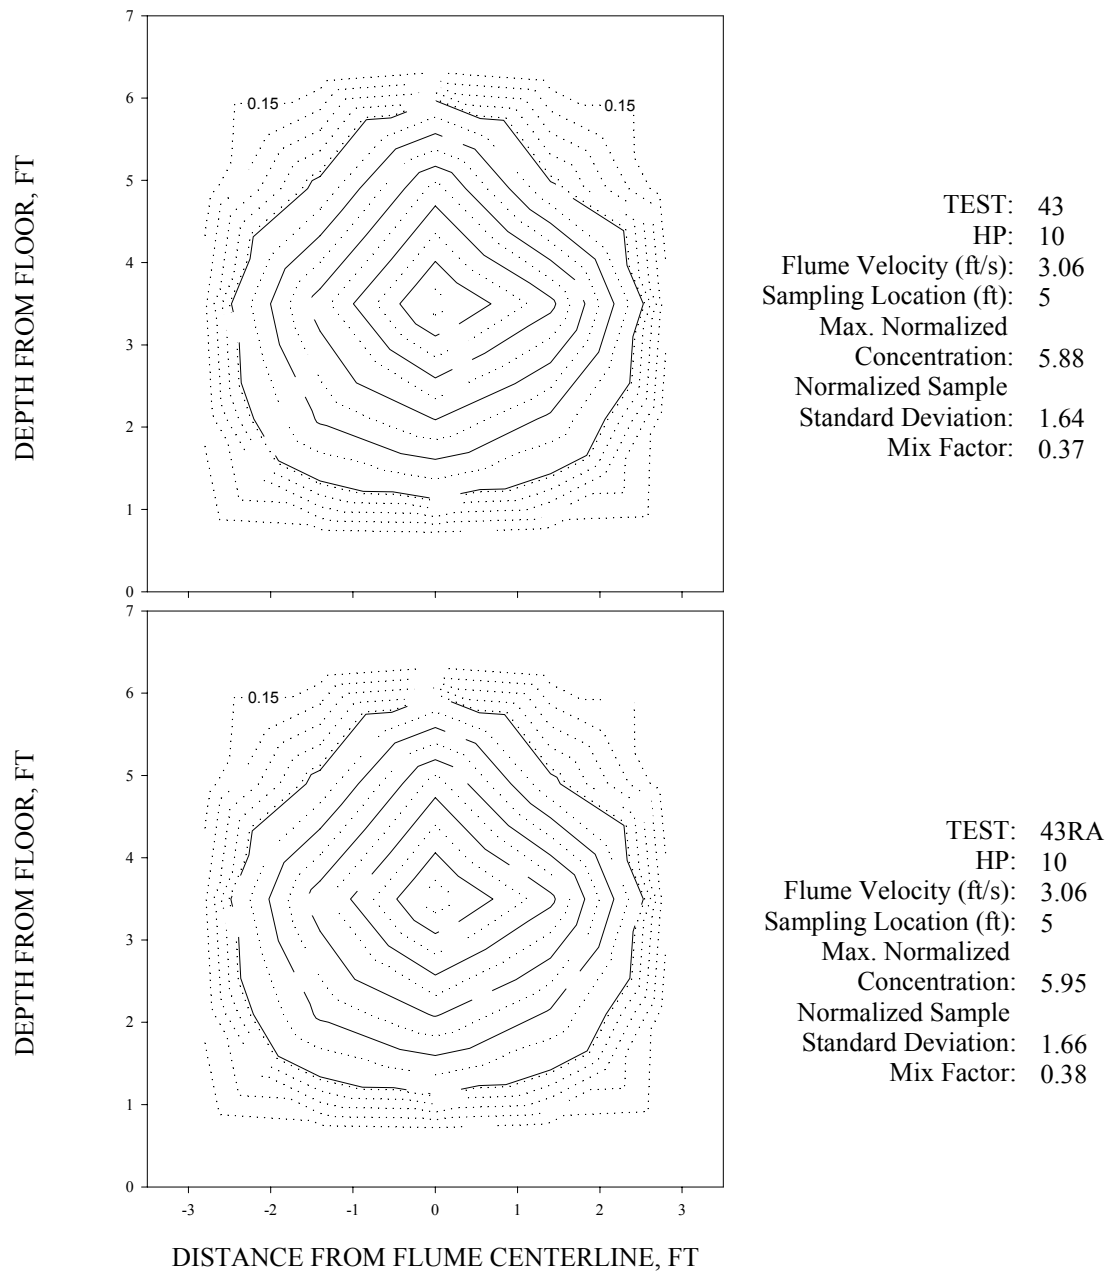 7
6
5
4
3
2
1
0
DEPTH FROM FLOOR, FT
0.15
0.15
TEST: 43
HP: 10
Flume Velocity (ft/s): 3.06
Sampling Location (ft): 5
Max. Normalized
Concentration: 5.88
Normalized Sample
Standard Deviation: 1.64
Mix Factor: 0.37
7
6
5
4
3
2
1
0
DEPTH FROM FLOOR, FT
0.15
-3 -2 -1 0 1 2 3
DISTANCE FROM FLUME CENTERLINE, FT
TEST: 43RA
HP: 10
Flume Velocity (ft/s): 3.06
Sampling Location (ft): 5
Max. Normalized
Concentration: 5.95
Normalized Sample
Standard Deviation: 1.66
Mix Factor: 0.38